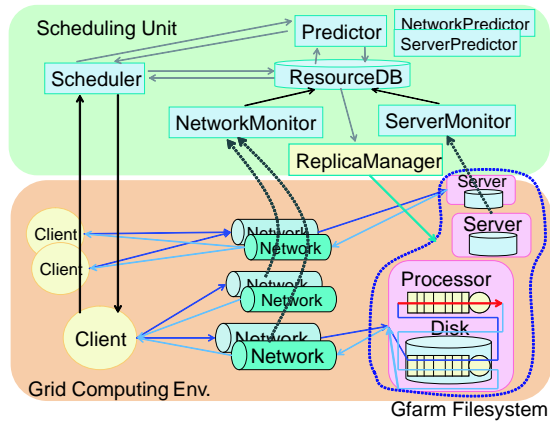 Scheduling Unit
Predictor
NetworkPredictor
ServerPredictor
Scheduler
ResourceDB
NetworkMonitor
ServerMonitor
ReplicaManager
Server
Server
Client
Client
Network
Network
Network
Network
Processor
Client
Network
Network
Disk
Grid Computing Env.
Gfarm Filesystem